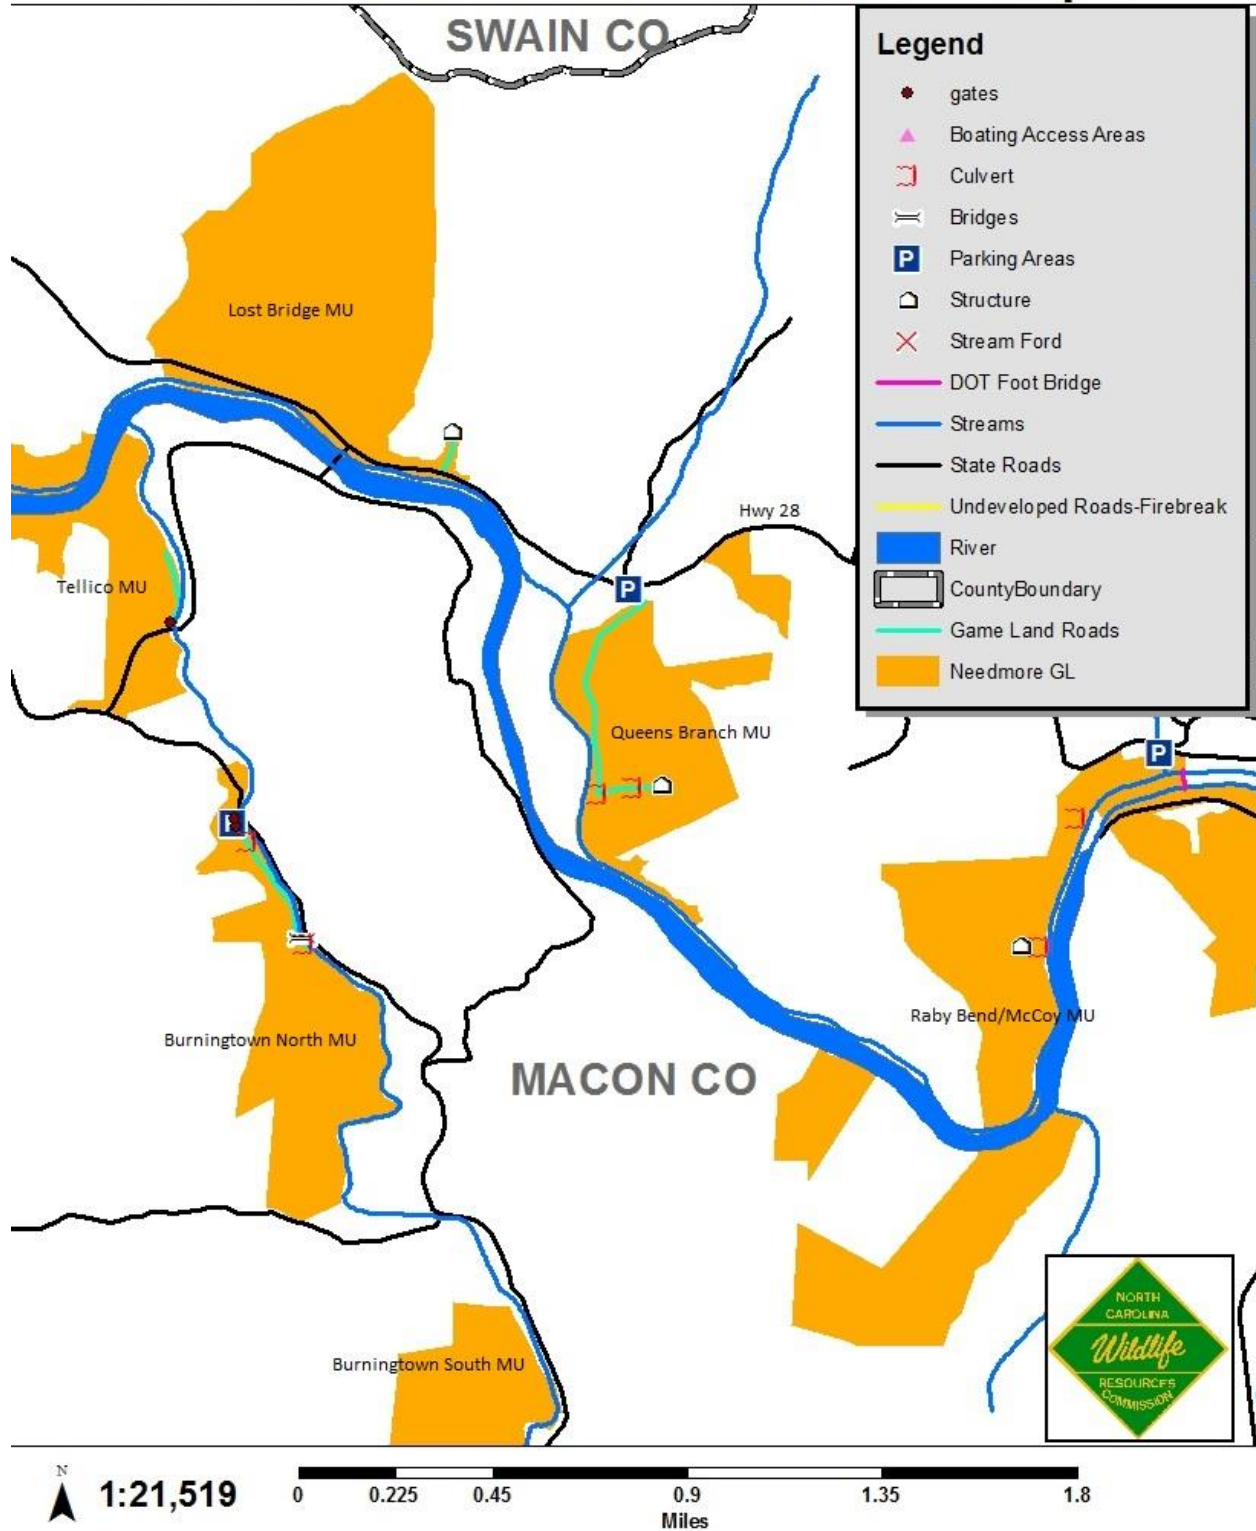 SWAIN CO
Legend
gates
Boating Access Areas
Culvert
Bridges
P
Parking Areas
Structure
Stream Ford
DOT Foot Bridge
Streams
State Roads
Undeveloped Roads-Firebreak
River
CountyBoundary
Game Land Roads
Needmore GL
Lost Bridge MU
Hwy 28
Tellico MU
P
Queens Branch MU
P
P
Raby Bend/McCoy MU
Burningtown North MU
MACON CO
Burningtown South MU
NORTH
CAROLINA
Wildlife
RESOURCES
COMMISSION
N
1:21,519
0 0.225 0.45 0.9 1.35 1.8
Miles